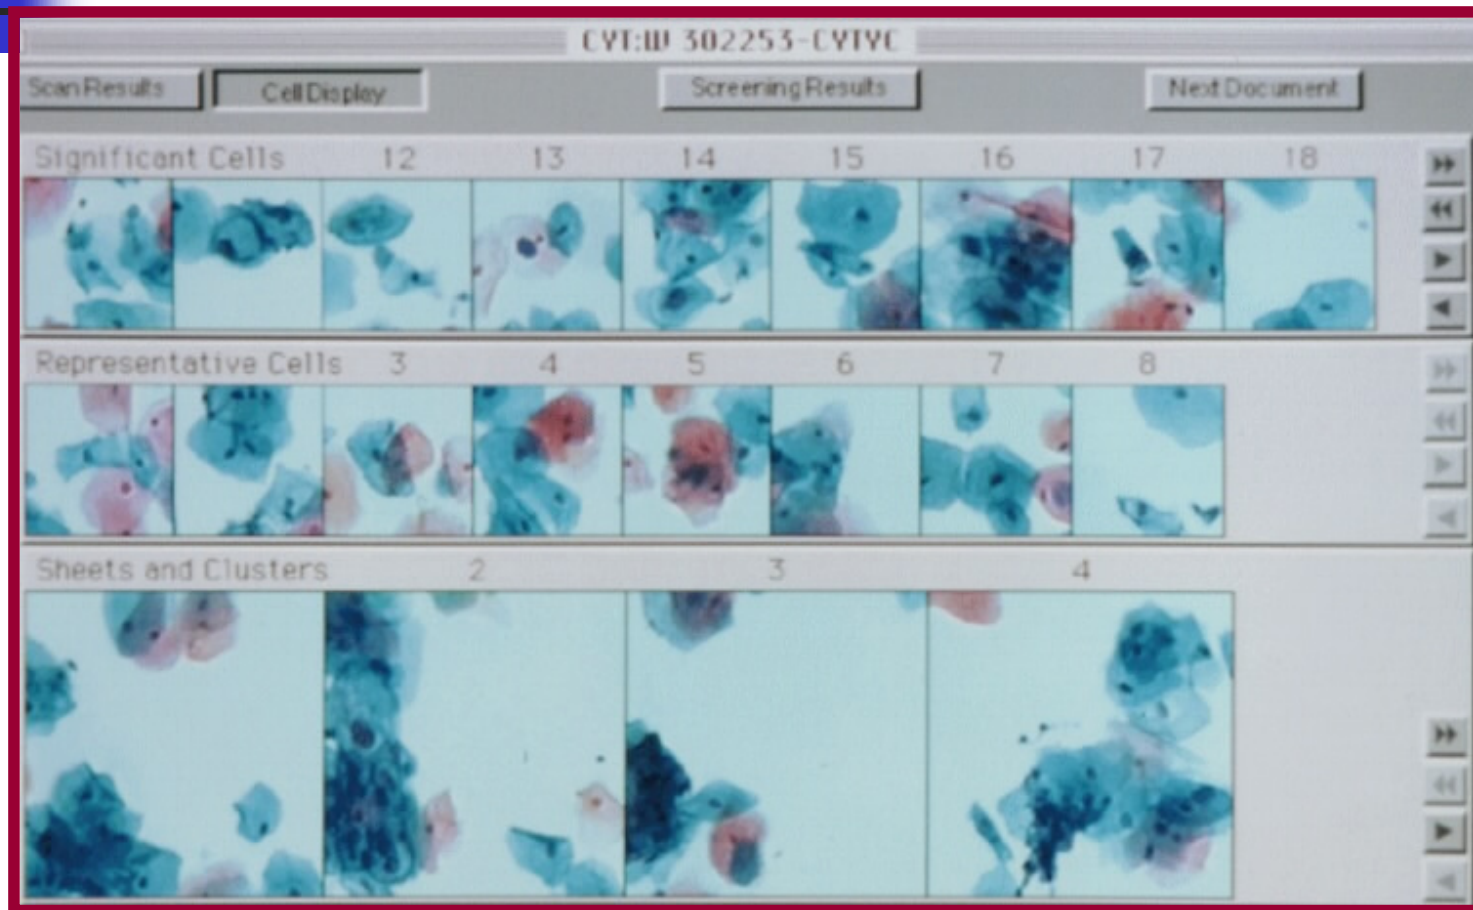 CYT:W 302253-CYTYC
Scan Results Cell Display Screening Results Next Document
Significant Cells 12 13 14 15 16 17 18
Representative Cells 3 4 5 6 7 8
Sheets and Clusters 2 3 4